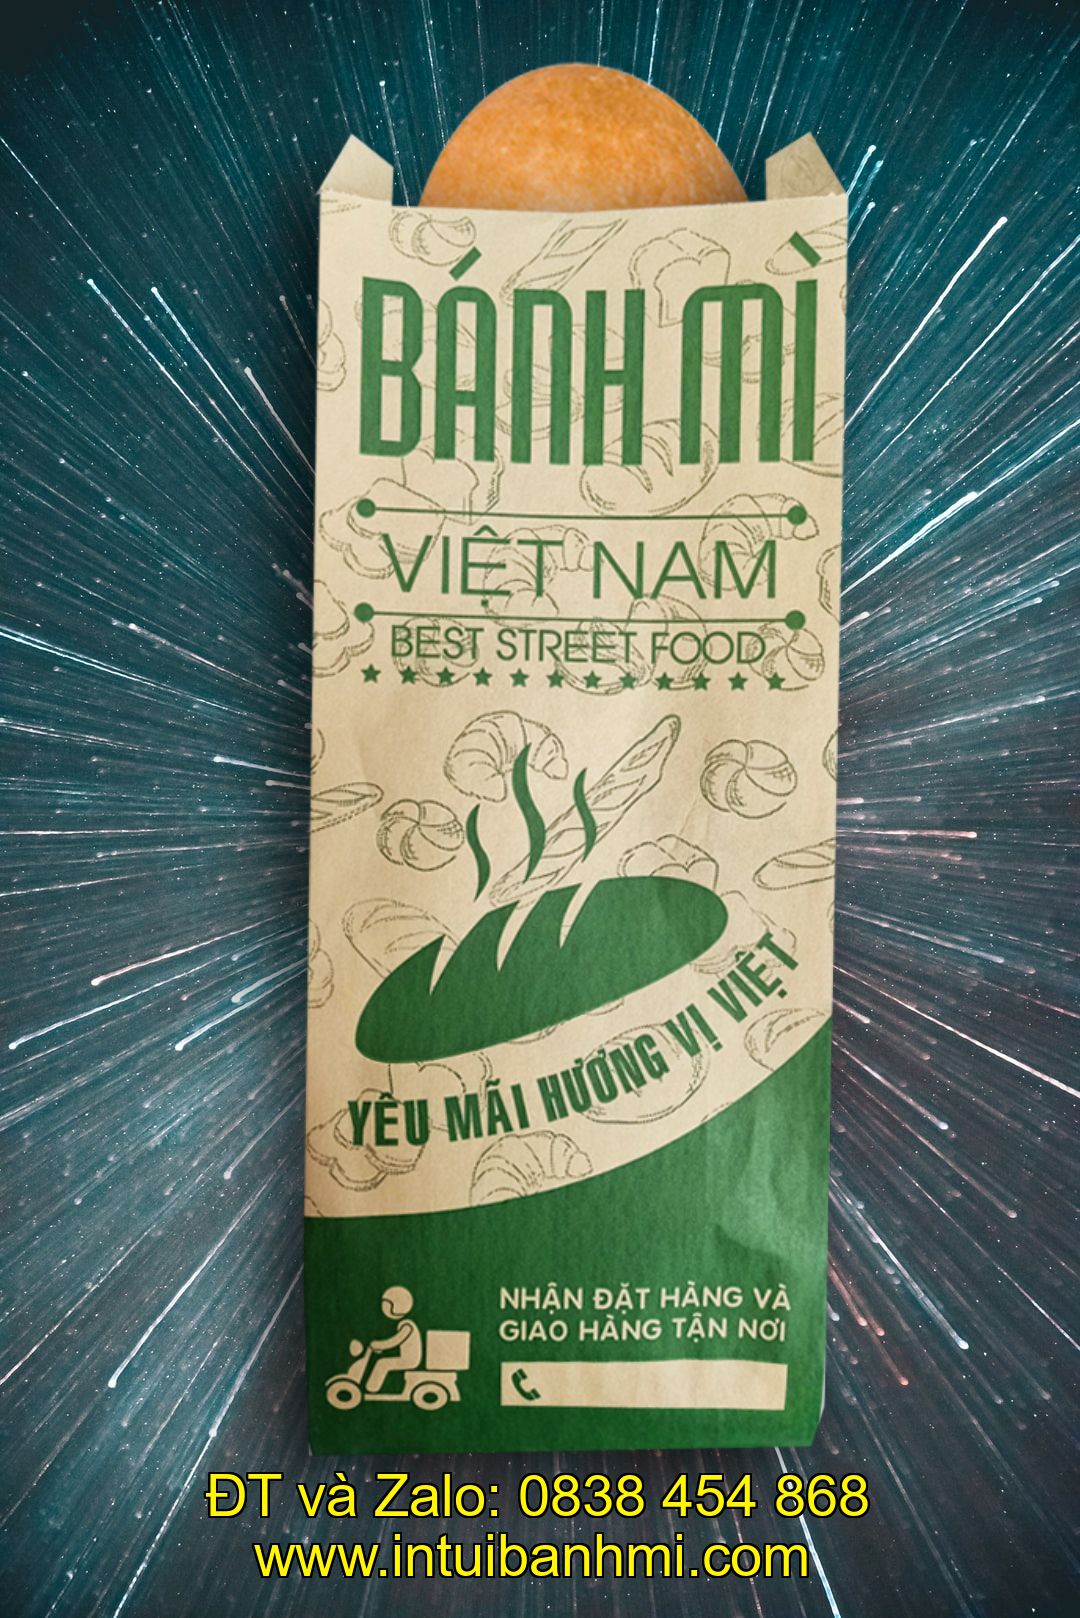 BÁNH MÌ
VIỆT NAM
BEST STREET FOOD
YÊU MÃI HƯƠNG VỊ VIỆT
NHẬN ĐẶT HÀNG VÀ
GIAO HÀNG TẬN NƠI
ĐT và Zalo: 0838 454 868
www.intuibanhmi.com